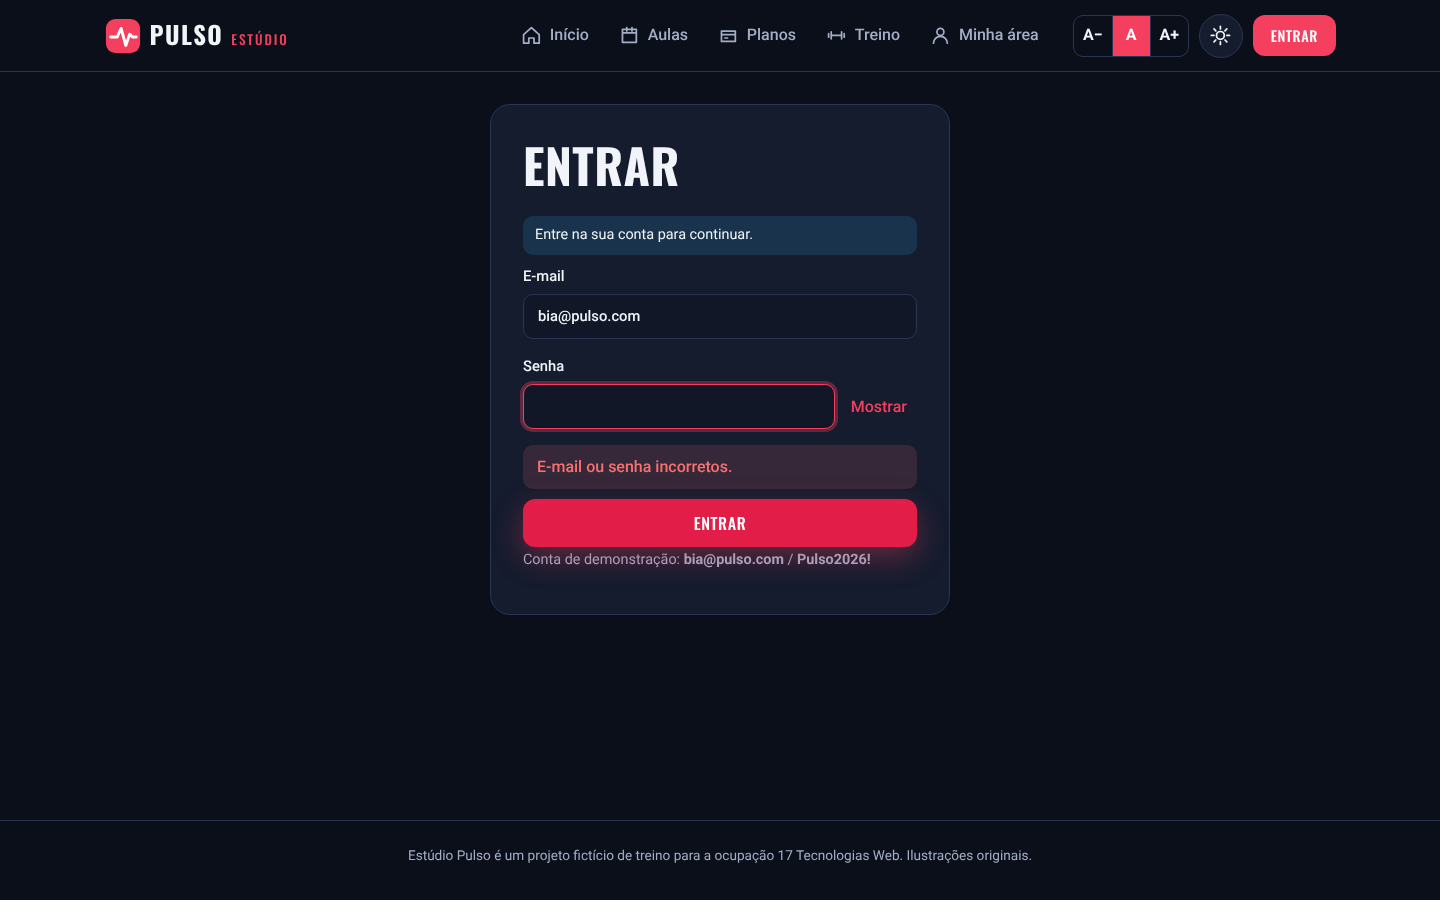 PULSO ESTÚDIO
Início
Aulas
Planos
Treino
Minha área
A−
A
A+
ENTRAR
ENTRAR
Entre na sua conta para continuar.
E-mail
bia@pulso.com
Senha
Mostrar
E-mail ou senha incorretos.
ENTRAR
Conta de demonstração: bia@pulso.com / Pulso2026!
Estúdio Pulso é um projeto fictício de treino para a ocupação 17 Tecnologias Web. Ilustrações originais.